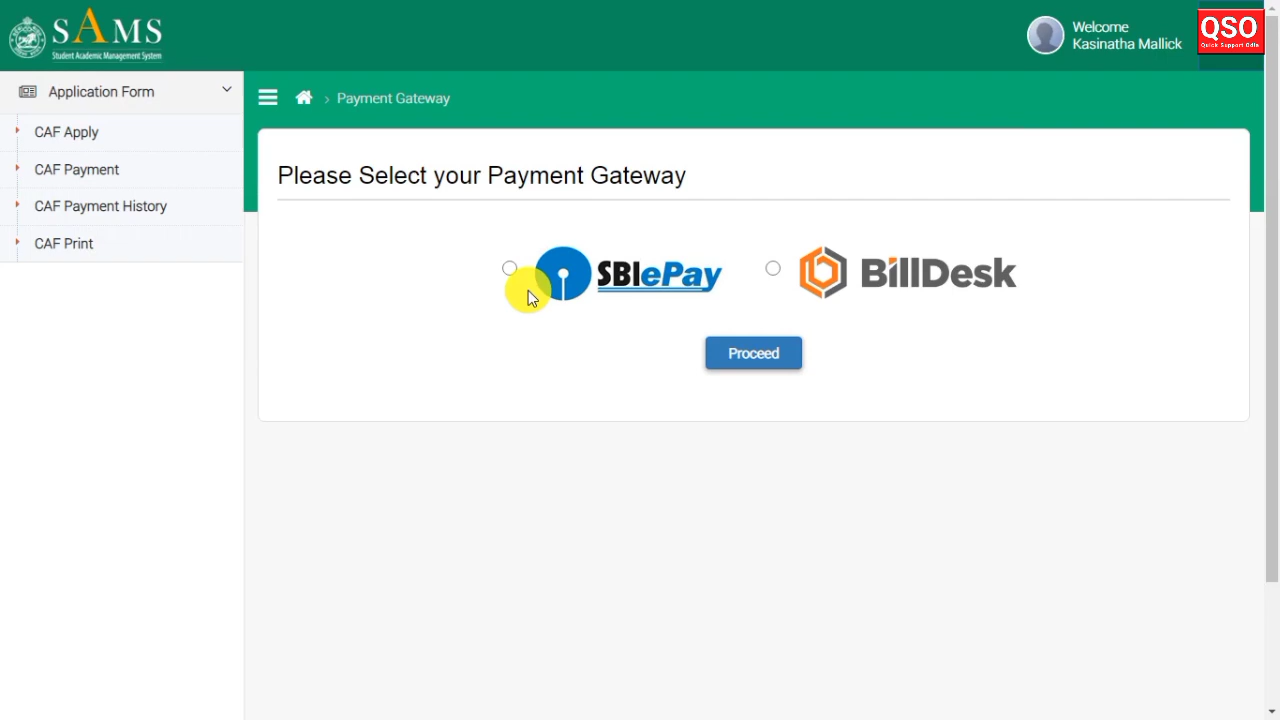 SAMS
Student Academic Management System
Welcome
Kasinatha Mallick
QSO
Quick Support Odia
Application Form
Payment Gateway
CAF Apply
CAF Payment
CAF Payment History
CAF Print
Please Select your Payment Gateway
SBIePay
BillDesk
Proceed